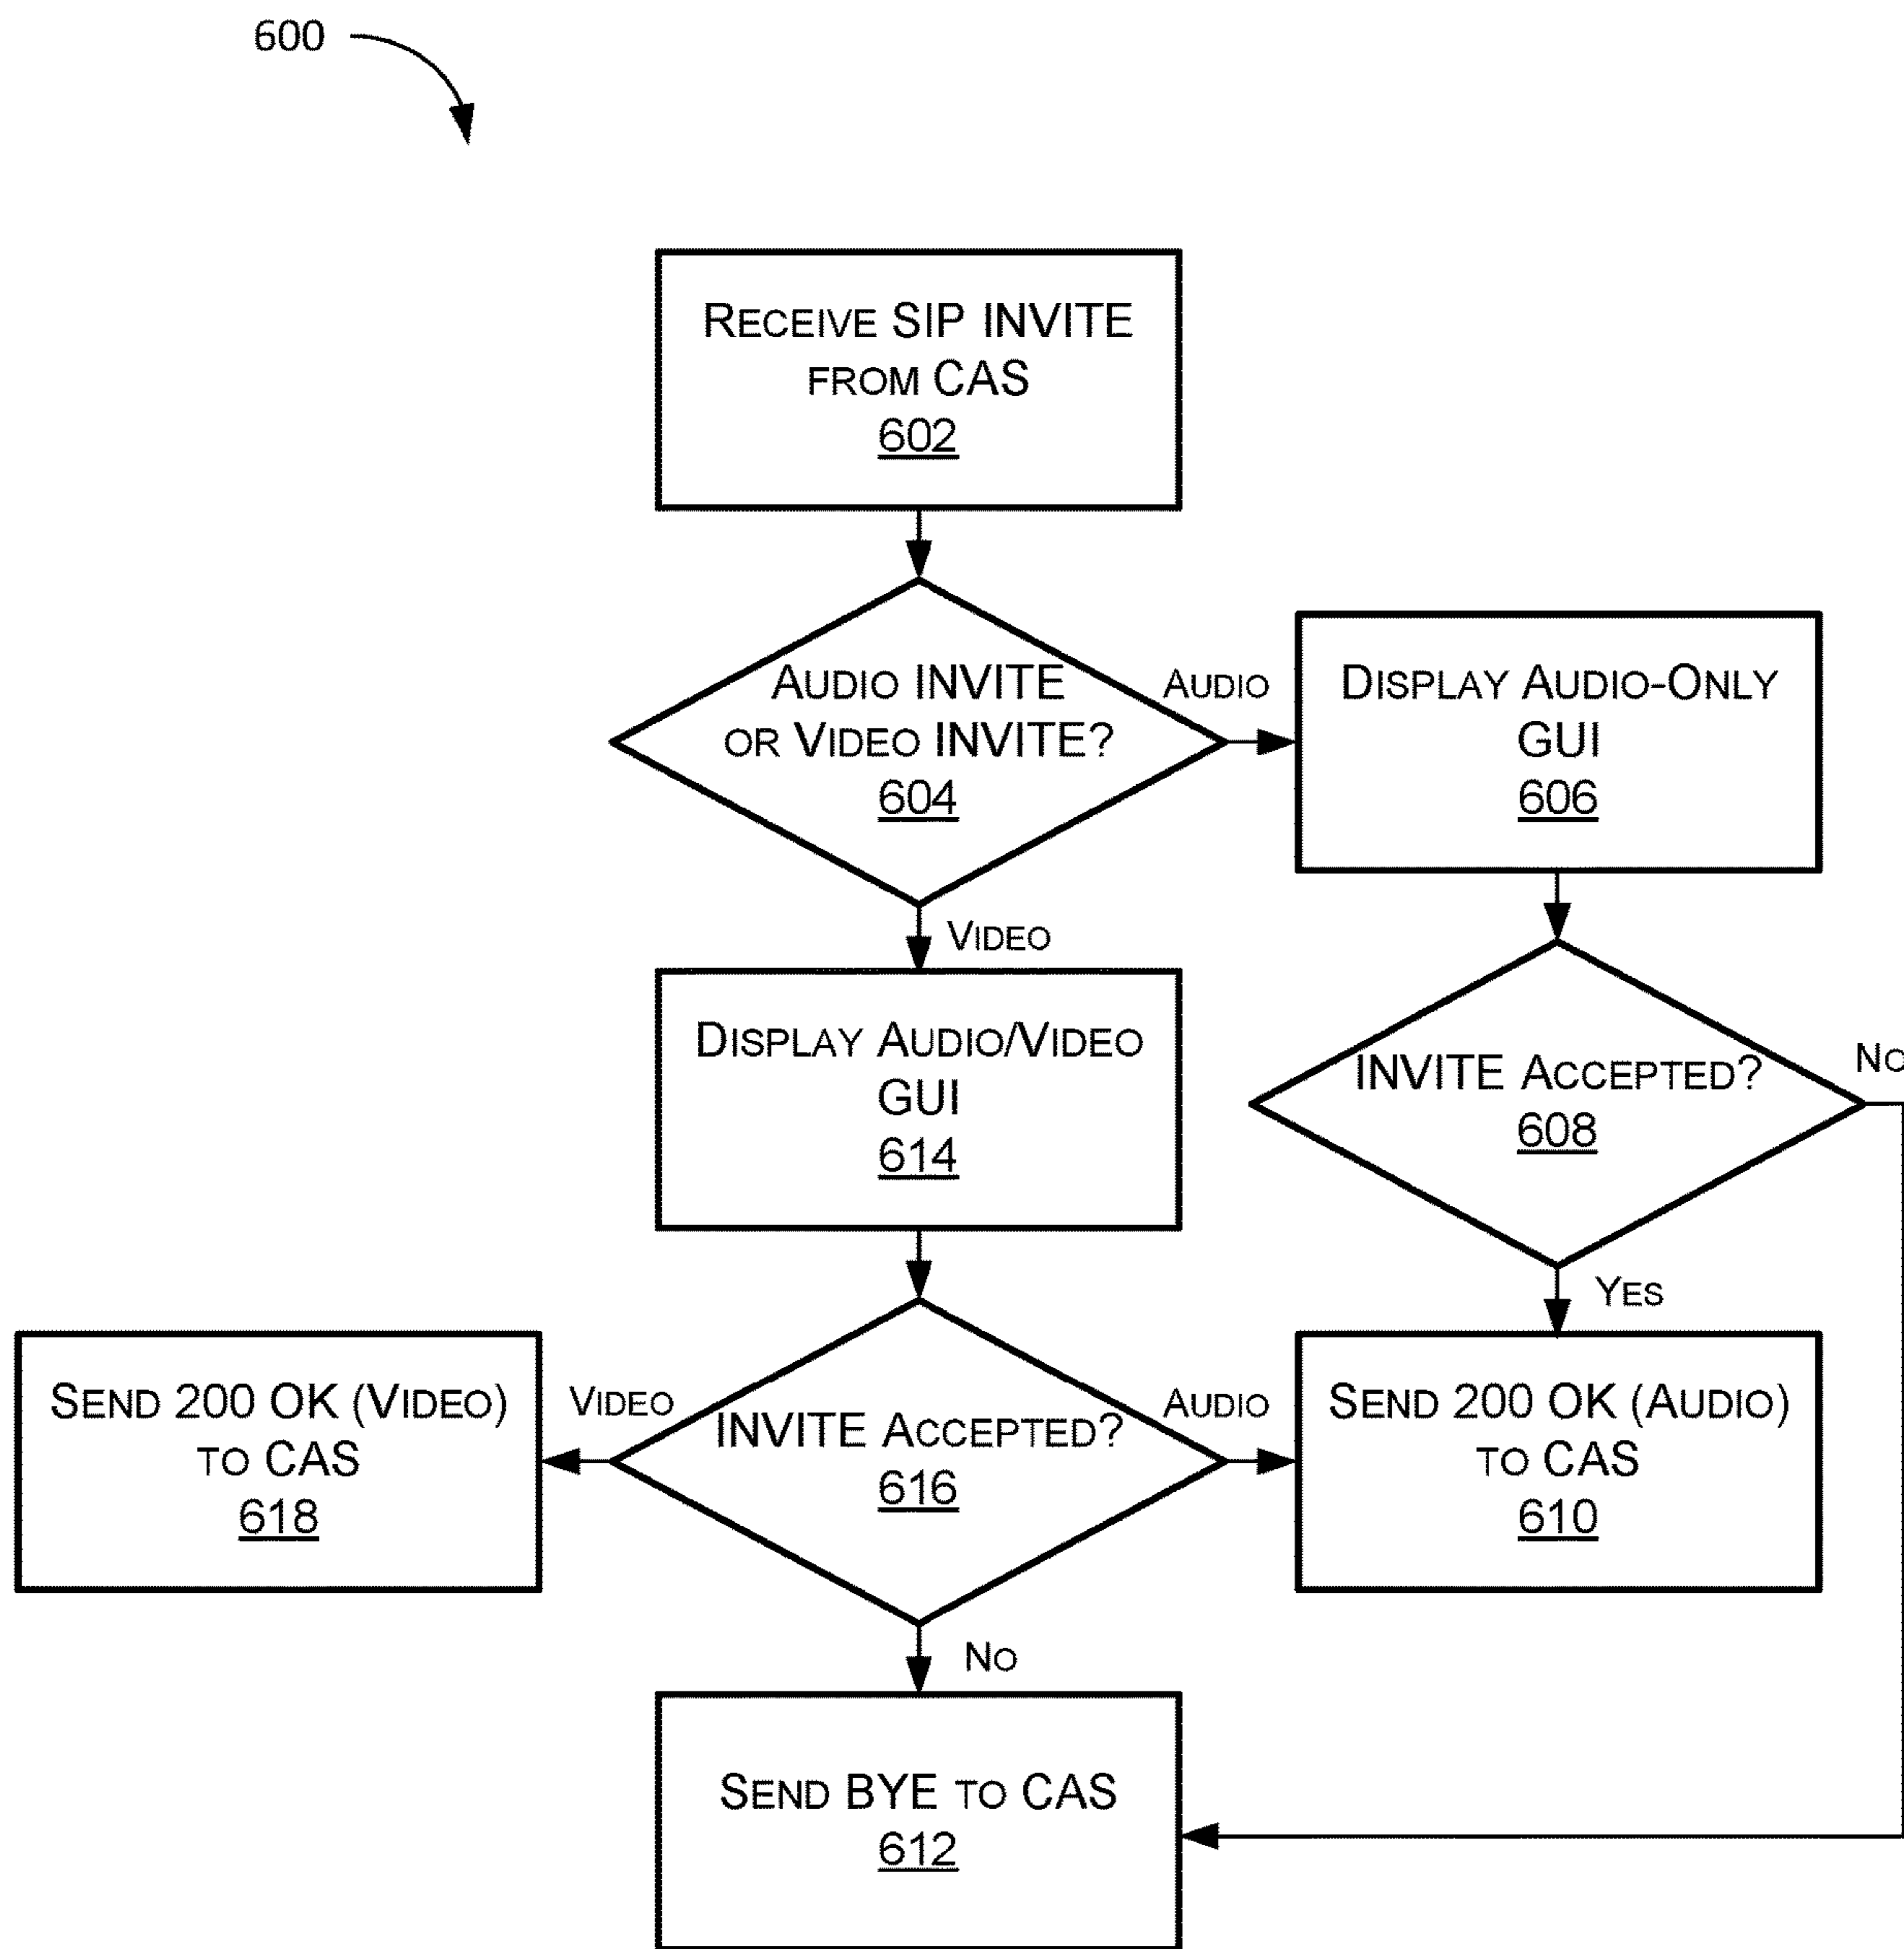 600
RECEIVE SIP INVITE
FROM CAS
602
AUDIO INVITE
OR VIDEO INVITE?
604
AUDIO
DISPLAY AUDIO-ONLY
GUI
606
VIDEO
DISPLAY AUDIO/VIDEO
GUI
614
INVITE ACCEPTED?
608
NO
YES
SEND 200 OK (VIDEO)
TO CAS
618
VIDEO
INVITE ACCEPTED?
616
AUDIO
SEND 200 OK (AUDIO)
TO CAS
610
NO
SEND BYE TO CAS
612